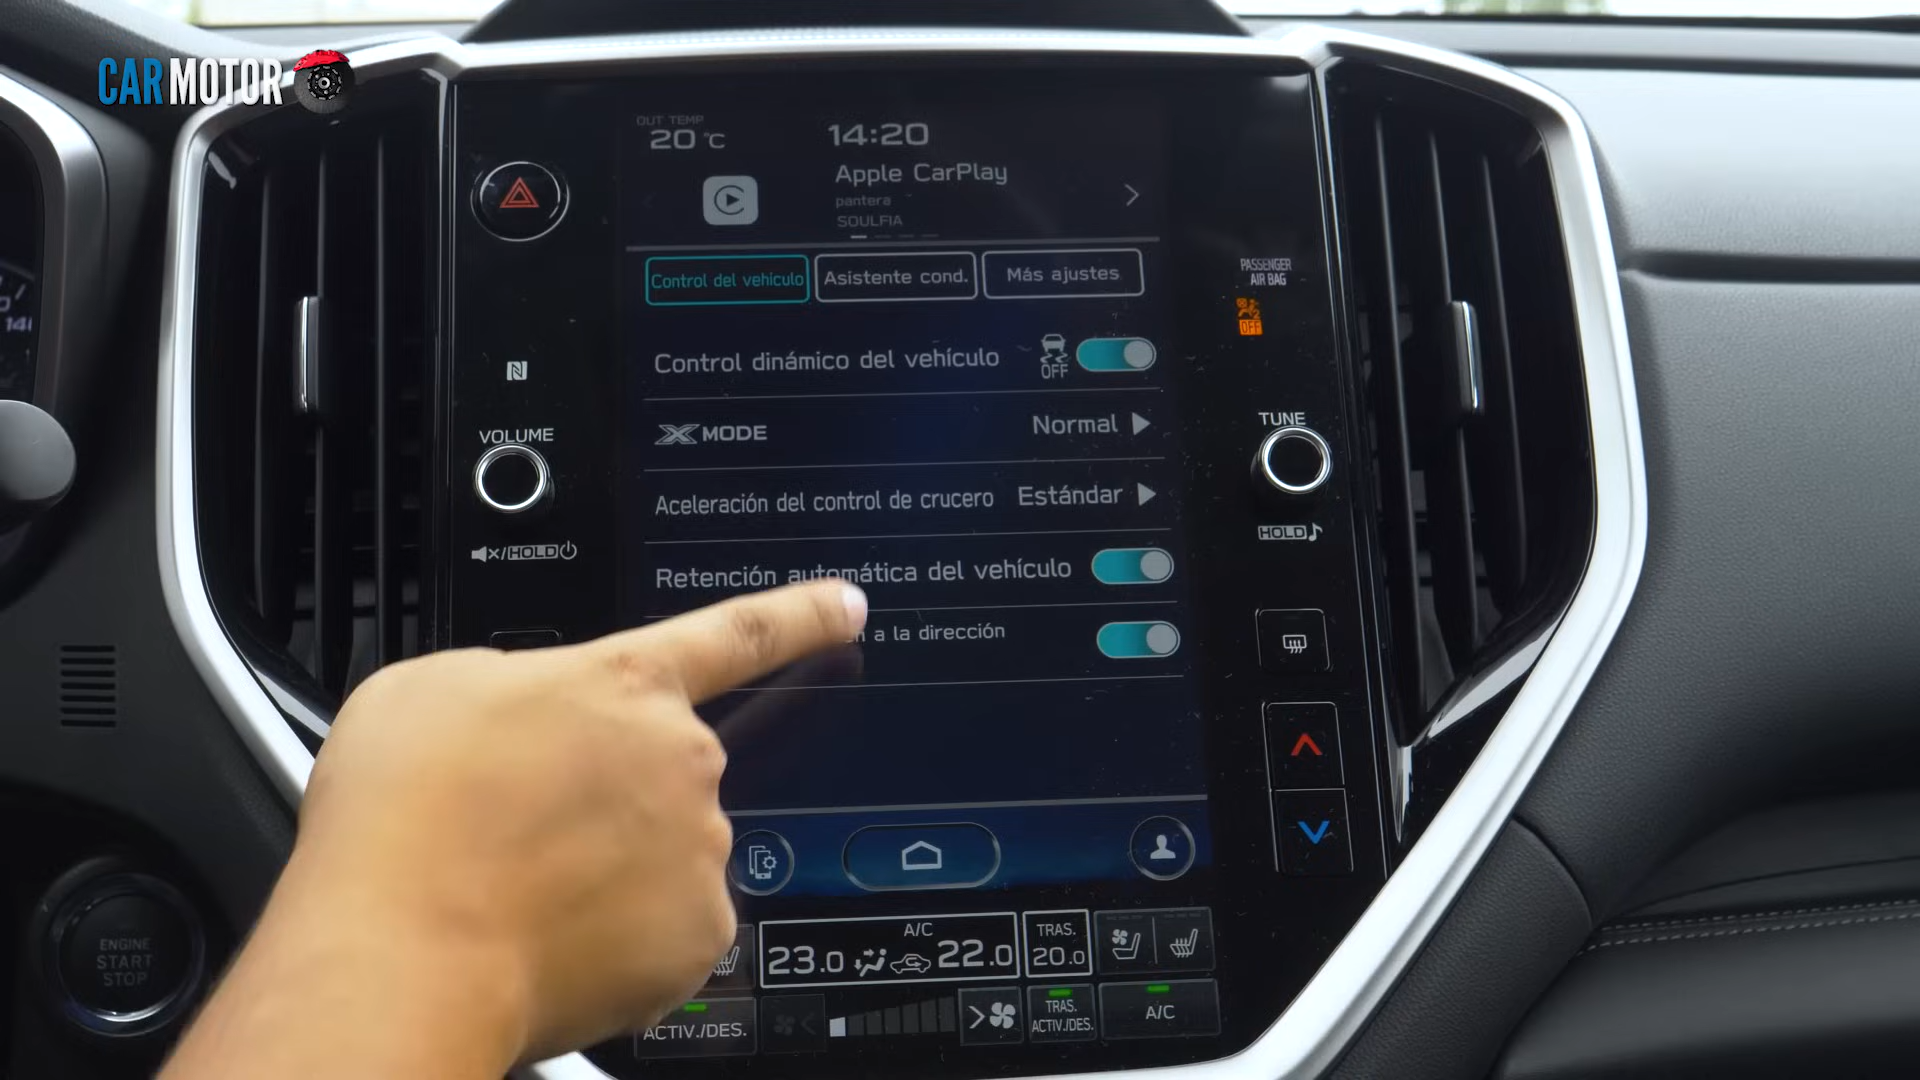 CARMOTOR
OUT TEMP
20 °C
14:20
Apple CarPlay
pantera
SOULFIA
Control del vehículo
Asistente cond.
Más ajustes
PASSENGER
AIR BAG
OFF
Control dinámico del vehículo
OFF
X MODE
Normal
VOLUME
TUNE
Aceleración del control de crucero
Estándar
HOLD
HOLD
Retención automática del vehículo
a la dirección
ENGINE
START
STOP
A/C
23.0
22.0
TRAS.
20.0
ACTIV./DES.
TRAS.
ACTIV./DES.
A/C